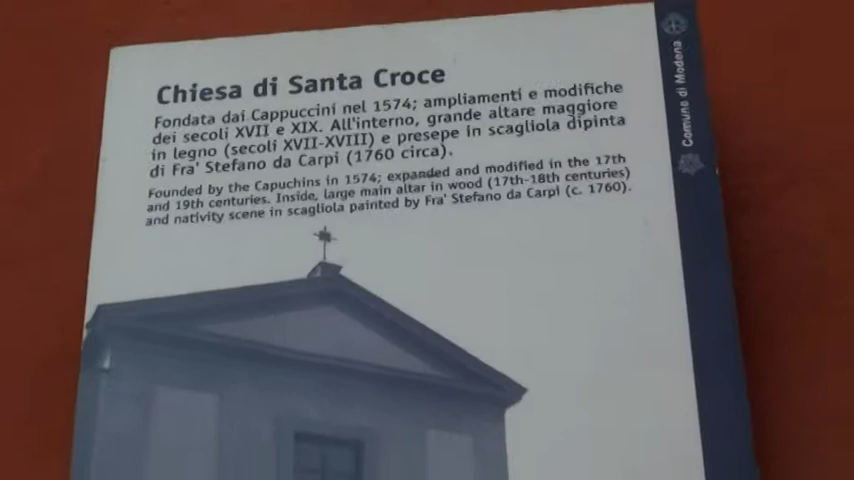 Chiesa di Santa Croce
Fondata dai Cappuccini nel 1574; ampliamenti e modifiche
dei secoli XVII e XIX. All'interno, grande altare maggiore
in legno (secoli XVII-XVIII) e presepe in scagliola dipinta
di Fra' Stefano da Carpi (1760 circa).
Founded by the Capuchins in 1574; expanded and modified in the 17th
and 19th centuries. Inside, large main altar in wood (17th-18th centuries)
and nativity scene in scagliola painted by Fra' Stefano da Carpi (c. 1760).
Comune di Modena